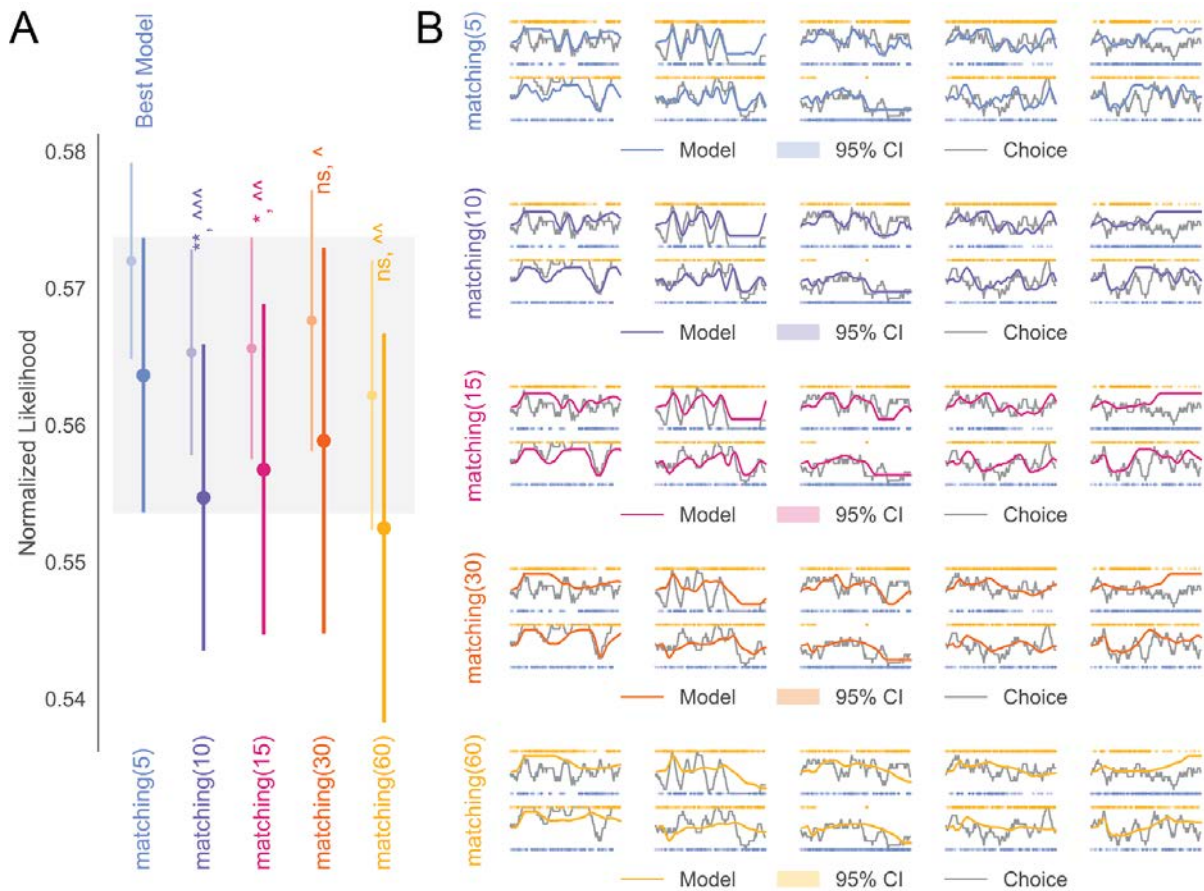 A
Best Model
0.58
0.57
0.56
0.55
0.54
Normalized Likelihood
**, ^^^
*, ^^
ns, ^
ns, ^^
matching(5)
matching(10)
matching(15)
matching(30)
matching(60)
B
matching(5)
Model 95% CI Choice
matching(10)
Model 95% CI Choice
matching(15)
Model 95% CI Choice
matching(30)
Model 95% CI Choice
matching(60)
Model 95% CI Choice